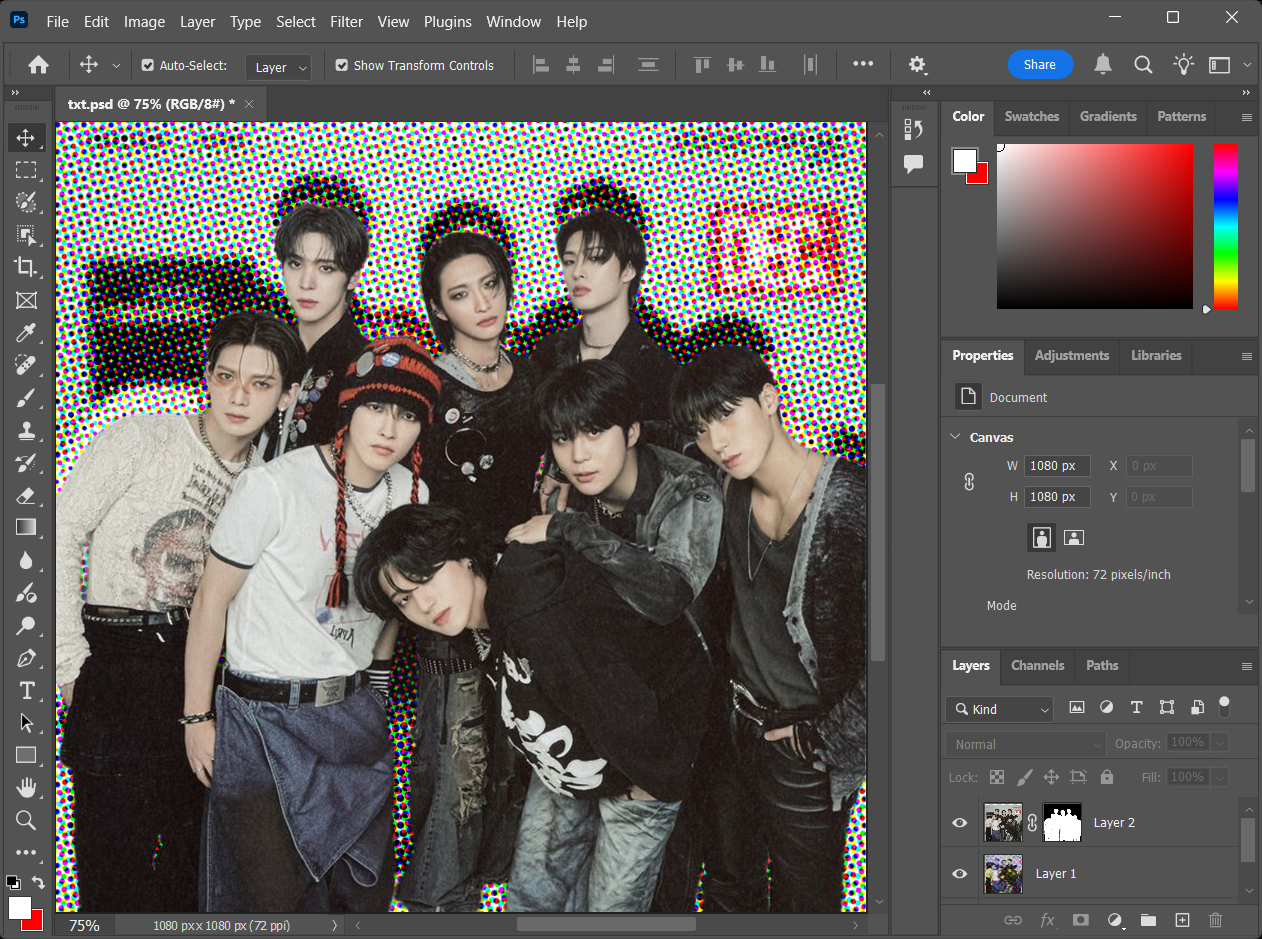 Ps File Edit Image Layer Type Select Filter View Plugins Window Help
Auto-Select: Layer Show Transform Controls Share
txt.psd @ 75% (RGB/8#) *
Color Swatches Gradients Patterns
Properties Adjustments Libraries
Document
Canvas
W 1080 px X 0 px
H 1080 px Y 0 px
Resolution: 72 pixels/inch
Mode
Layers Channels Paths
Kind
Normal Opacity: 100%
Lock: Fill: 100%
Layer 2
Layer 1
75% 1080 px x 1080 px (72 ppi)